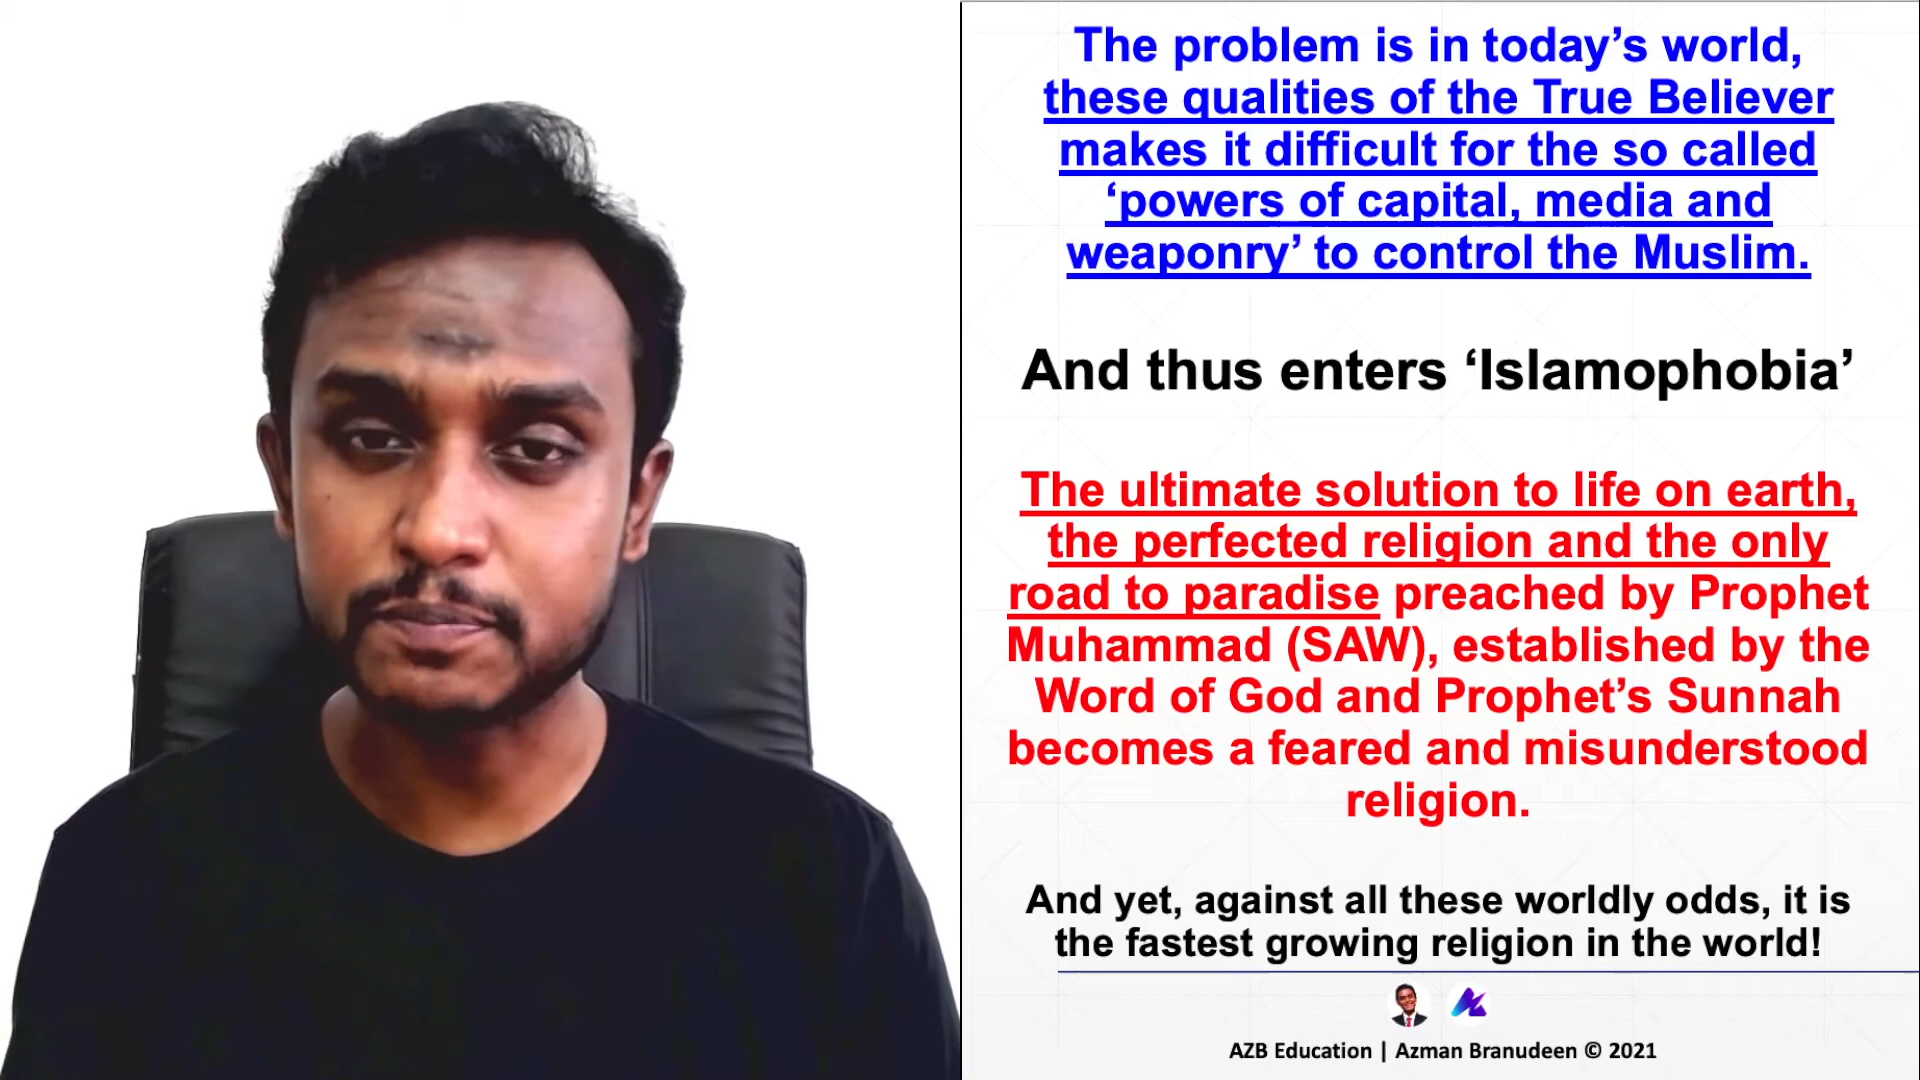 The problem is in today’s world,
these qualities of the True Believer
makes it difficult for the so called
‘powers of capital, media and
weaponry’ to control the Muslim.
And thus enters ‘Islamophobia’
The ultimate solution to life on earth,
the perfected religion and the only
road to paradise preached by Prophet
Muhammad (SAW), established by the
Word of God and Prophet’s Sunnah
becomes a feared and misunderstood
religion.
And yet, against all these worldly odds, it is
the fastest growing religion in the world!
AZB Education | Azman Branudeen © 2021